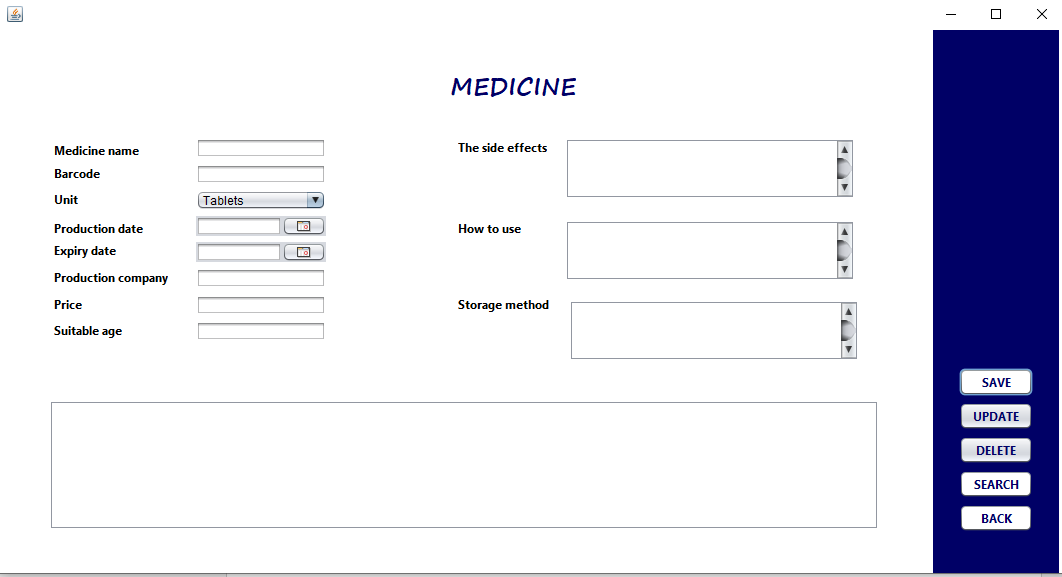 MEDICINE
Medicine name
Barcode
Unit
Tablets
Production date
Expiry date
Production company
Price
Suitable age
The side effects
How to use
Storage method
SAVE
UPDATE
DELETE
SEARCH
BACK